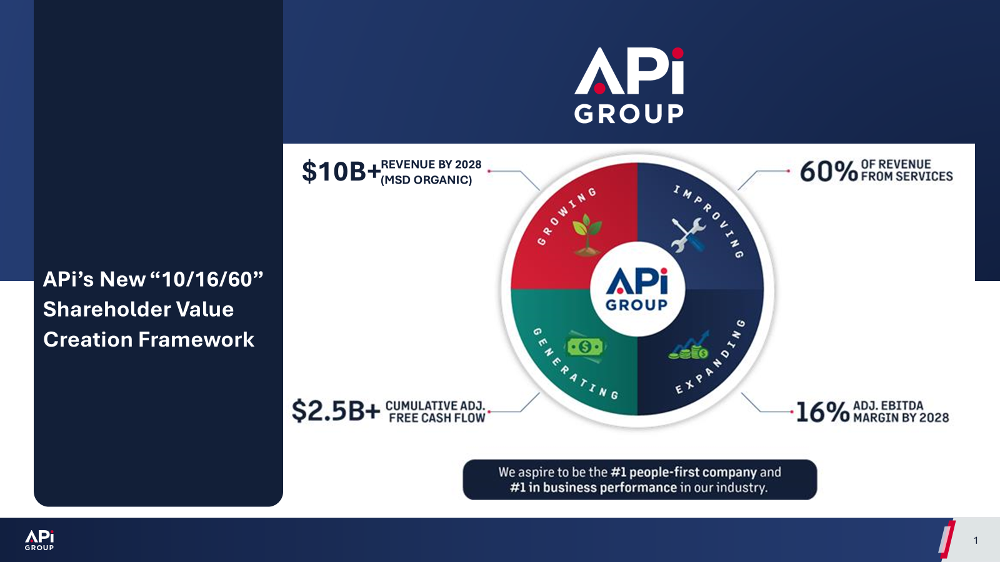 APi
GROUP
APi’s New “10/16/60”
Shareholder Value
Creation Framework
$10B+
REVENUE BY 2028
(MSD ORGANIC)
60%
OF REVENUE
FROM SERVICES
GROWING
IMPROVING
APi
GROUP
GENERATING
EXPANDING
$2.5B+
CUMULATIVE ADJ.
FREE CASH FLOW
16%
ADJ. EBITDA
MARGIN BY 2028
We aspire to be the #1 people-first company and
#1 in business performance in our industry.
APi
GROUP
1